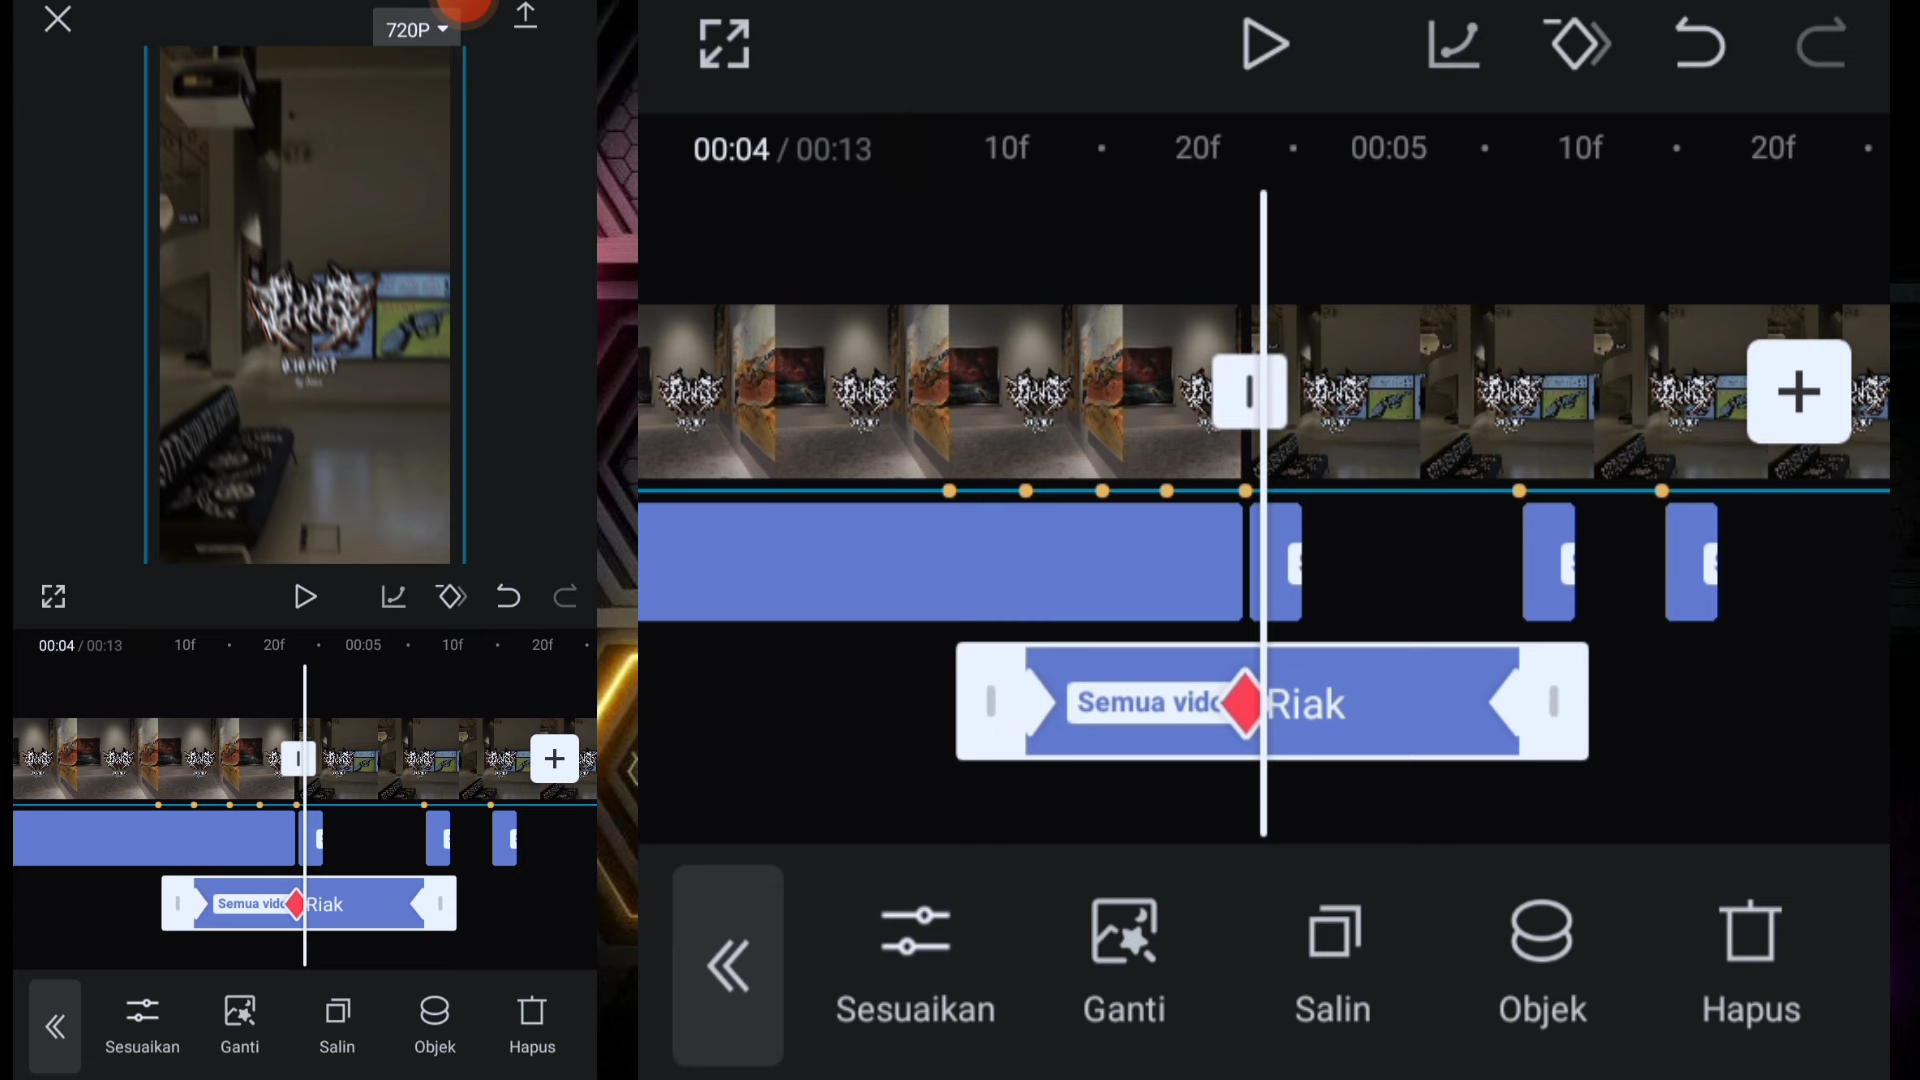 720P
00:04 / 00:13
10f
20f
00:05
10f
20f
Semua vid
Riak
Sesuaikan
Ganti
Salin
Objek
Hapus
00:04 / 00:13
10f
20f
00:05
10f
20f
Semua vid
Riak
Sesuaikan
Ganti
Salin
Objek
Hapus